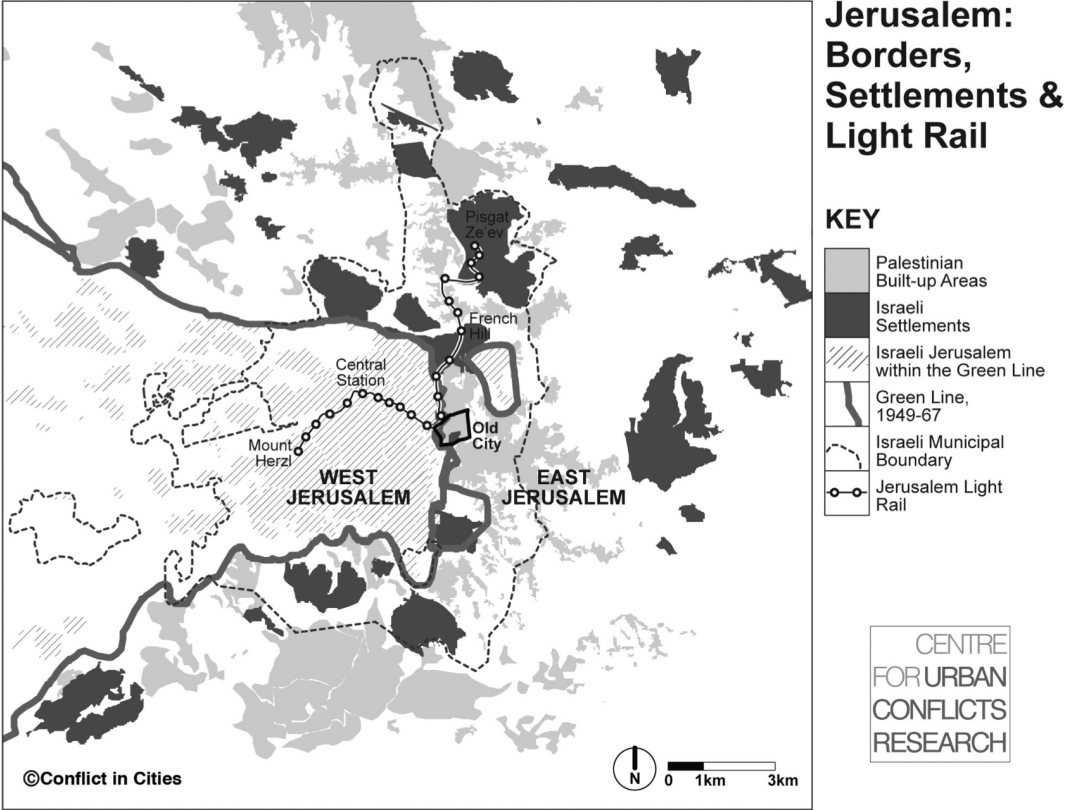 Jerusalem:
Borders,
Settlements &
Light Rail
KEY
Palestinian
Built-up Areas
Israeli
Settlements
Israeli Jerusalem
within the Green Line
Green Line,
1949-67
Israeli Municipal
Boundary
Jerusalem Light
Rail
Pisgat
Ze'ev
French
Hill
Central
Station
Mount
Herzl
Old
City
WEST
JERUSALEM
EAST
JERUSALEM
©Conflict in Cities
N
0 1km 3km
CENTRE
FOR URBAN
CONFLICTS
RESEARCH